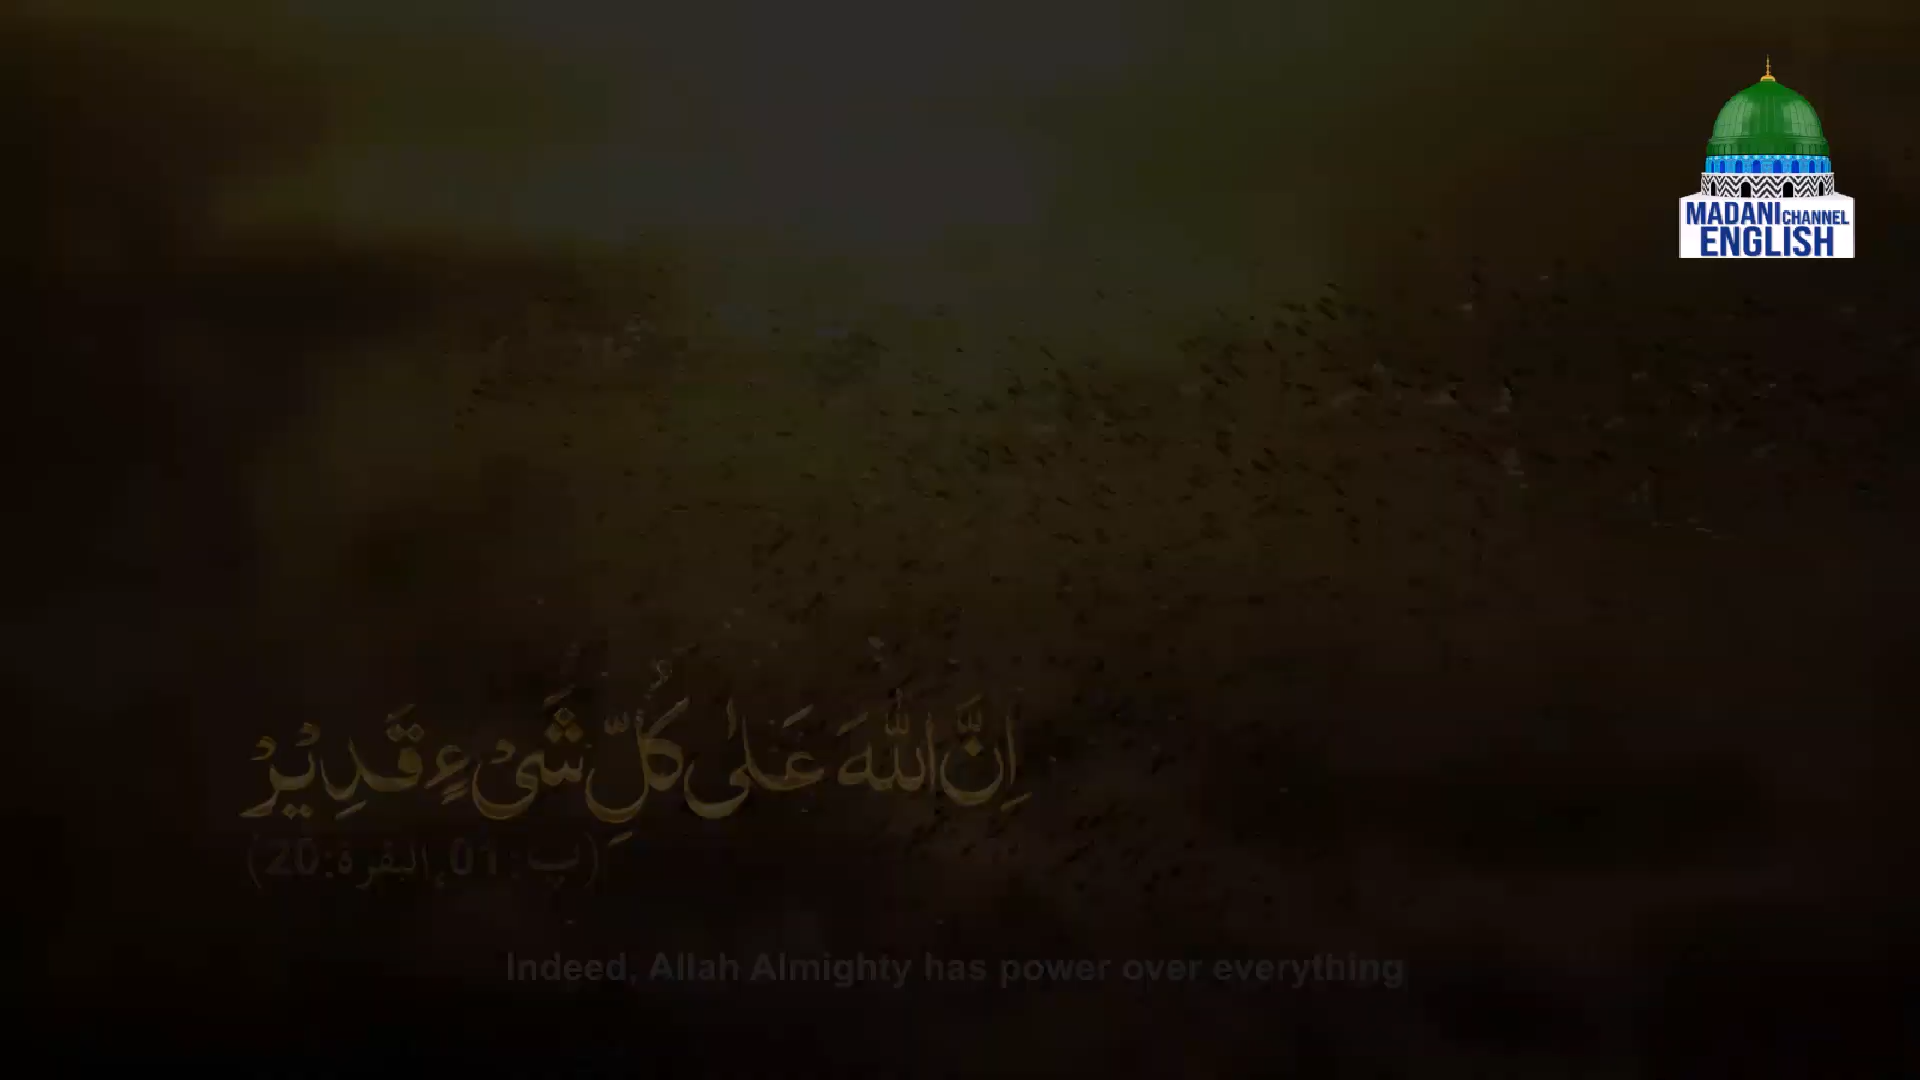 MADANI CHANNEL
ENGLISH
اِنَّ اللّٰهَ عَلٰى كُلِّ شَیْءٍ قَدِیْرٌ
(پ:01،البقرة:20)
Indeed, Allah Almighty has power over everything